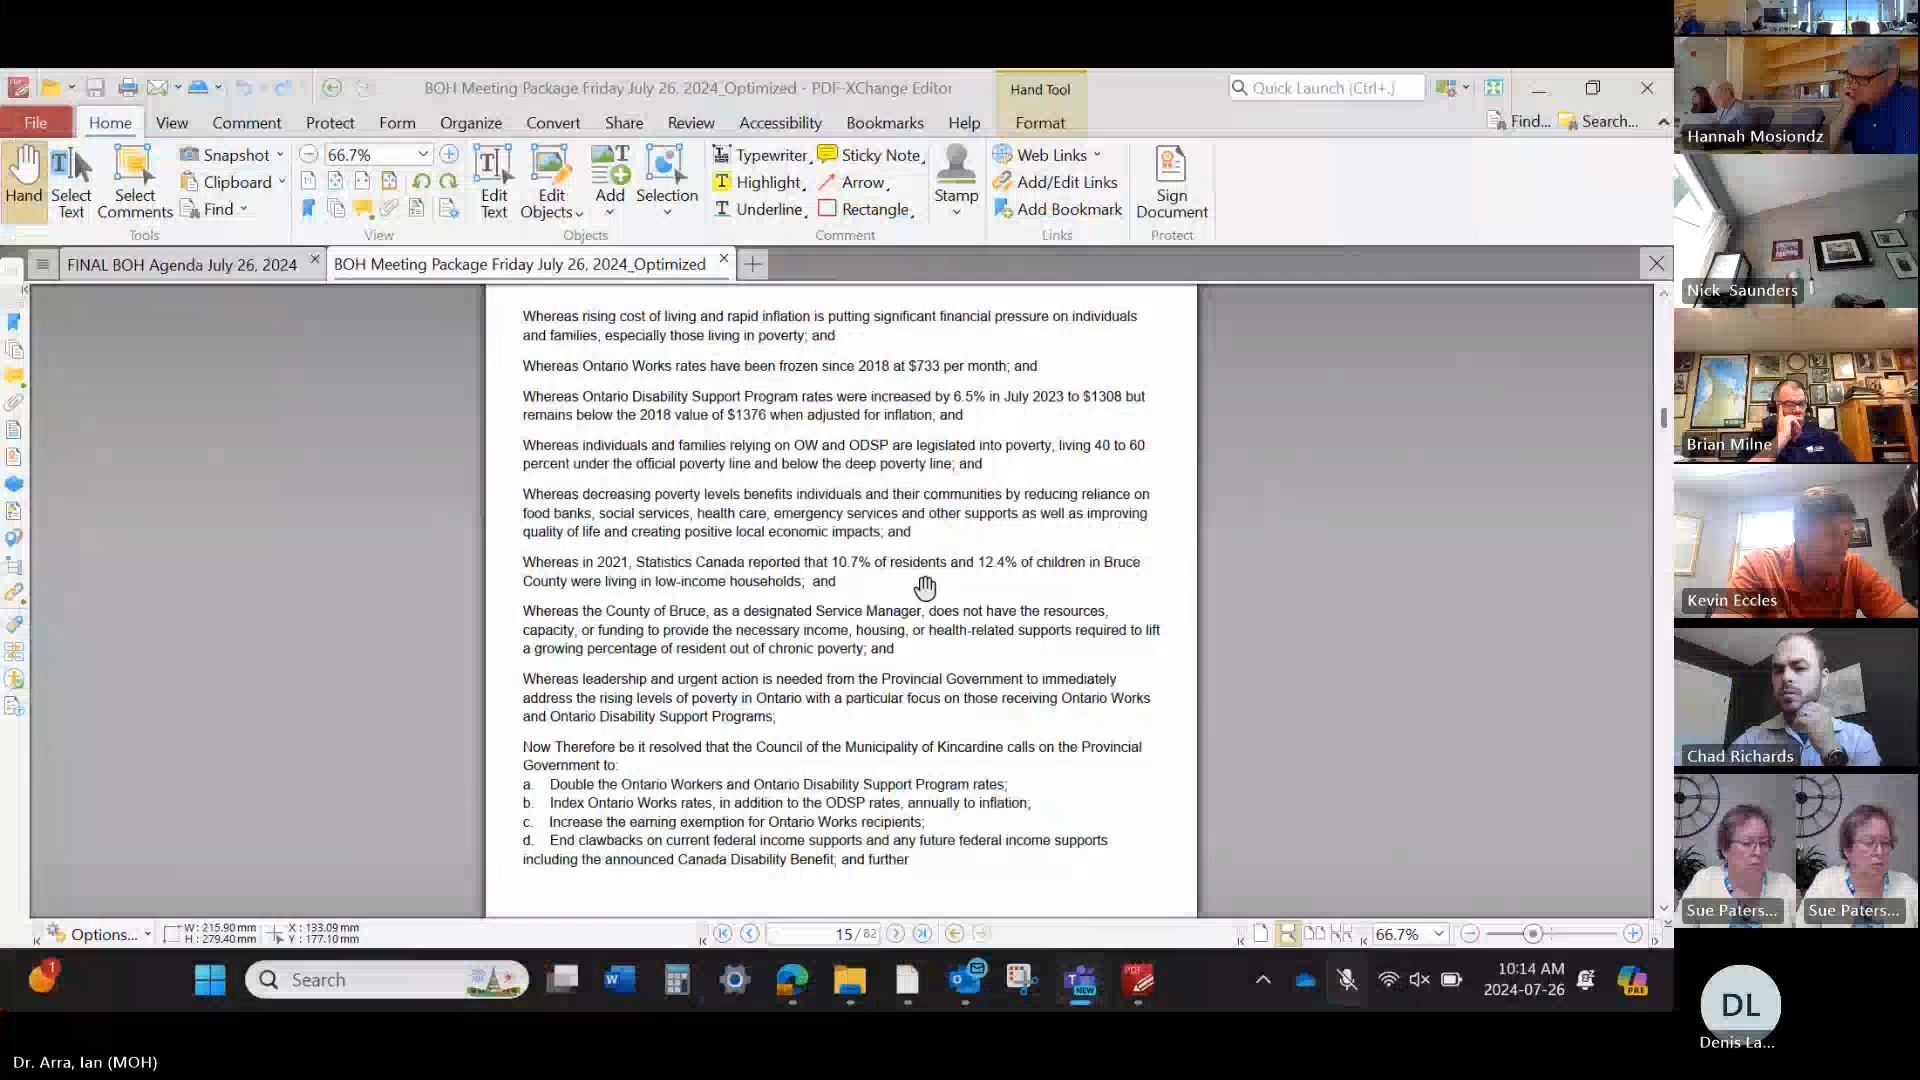 BOH Meeting Package Friday July 26, 2024_Optimized - PDF-XChange Editor
Hand Tool
Quick Launch (Ctrl+.)
File
Home
View
Comment
Protect
Form
Organize
Convert
Share
Review
Accessibility
Bookmarks
Help
Format
Find...
Search...
Hand
Select Text
Select Comments
Snapshot
Clipboard
Find
Tools
66.7%
View
Edit Text
Edit Objects
Add
Selection
Objects
Typewriter
Highlight
Underline
Sticky Note
Arrow
Rectangle
Stamp
Comment
Web Links
Add/Edit Links
Add Bookmark
Links
Sign Document
Protect
FINAL BOH Agenda July 26, 2024
BOH Meeting Package Friday July 26, 2024_Optimized
Whereas rising cost of living and rapid inflation is putting significant financial pressure on individuals
and families, especially those living in poverty; and
Whereas Ontario Works rates have been frozen since 2018 at $733 per month; and
Whereas Ontario Disability Support Program rates were increased by 6.5% in July 2023 to $1308 but
remains below the 2018 value of $1376 when adjusted for inflation; and
Whereas individuals and families relying on OW and ODSP are legislated into poverty, living 40 to 60
percent under the official poverty line and below the deep poverty line; and
Whereas decreasing poverty levels benefits individuals and their communities by reducing reliance on
food banks, social services, health care, emergency services and other supports as well as improving
quality of life and creating positive local economic impacts; and
Whereas in 2021, Statistics Canada reported that 10.7% of residents and 12.4% of children in Bruce
County were living in low-income households;  and
Whereas the County of Bruce, as a designated Service Manager, does not have the resources,
capacity, or funding to provide the necessary income, housing, or health-related supports required to lift
a growing percentage of resident out of chronic poverty; and
Whereas leadership and urgent action is needed from the Provincial Government to immediately
address the rising levels of poverty in Ontario with a particular focus on those receiving Ontario Works
and Ontario Disability Support Programs;
Now Therefore be it resolved that the Council of the Municipality of Kincardine calls on the Provincial
Government to:
a. Double the Ontario Workers and Ontario Disability Support Program rates;
b. Index Ontario Works rates, in addition to the ODSP rates, annually to inflation;
c. Increase the earning exemption for Ontario Works recipients;
d. End clawbacks on current federal income supports and any future federal income supports
including the announced Canada Disability Benefit; and further
Options...
W: 215.90 mm
H: 279.40 mm
X: 133.09 mm
Y: 177.10 mm
15 / 82
66.7%
1
Search
NEW
PDF
10:14 AM
2024-07-26
PRE
Hannah Mosiondz
Nick Saunders
Brian Milne
Kevin Eccles
Chad Richards
Sue Paters...
Sue Paters...
DL
Denis La...
Dr. Arra, Ian (MOH)